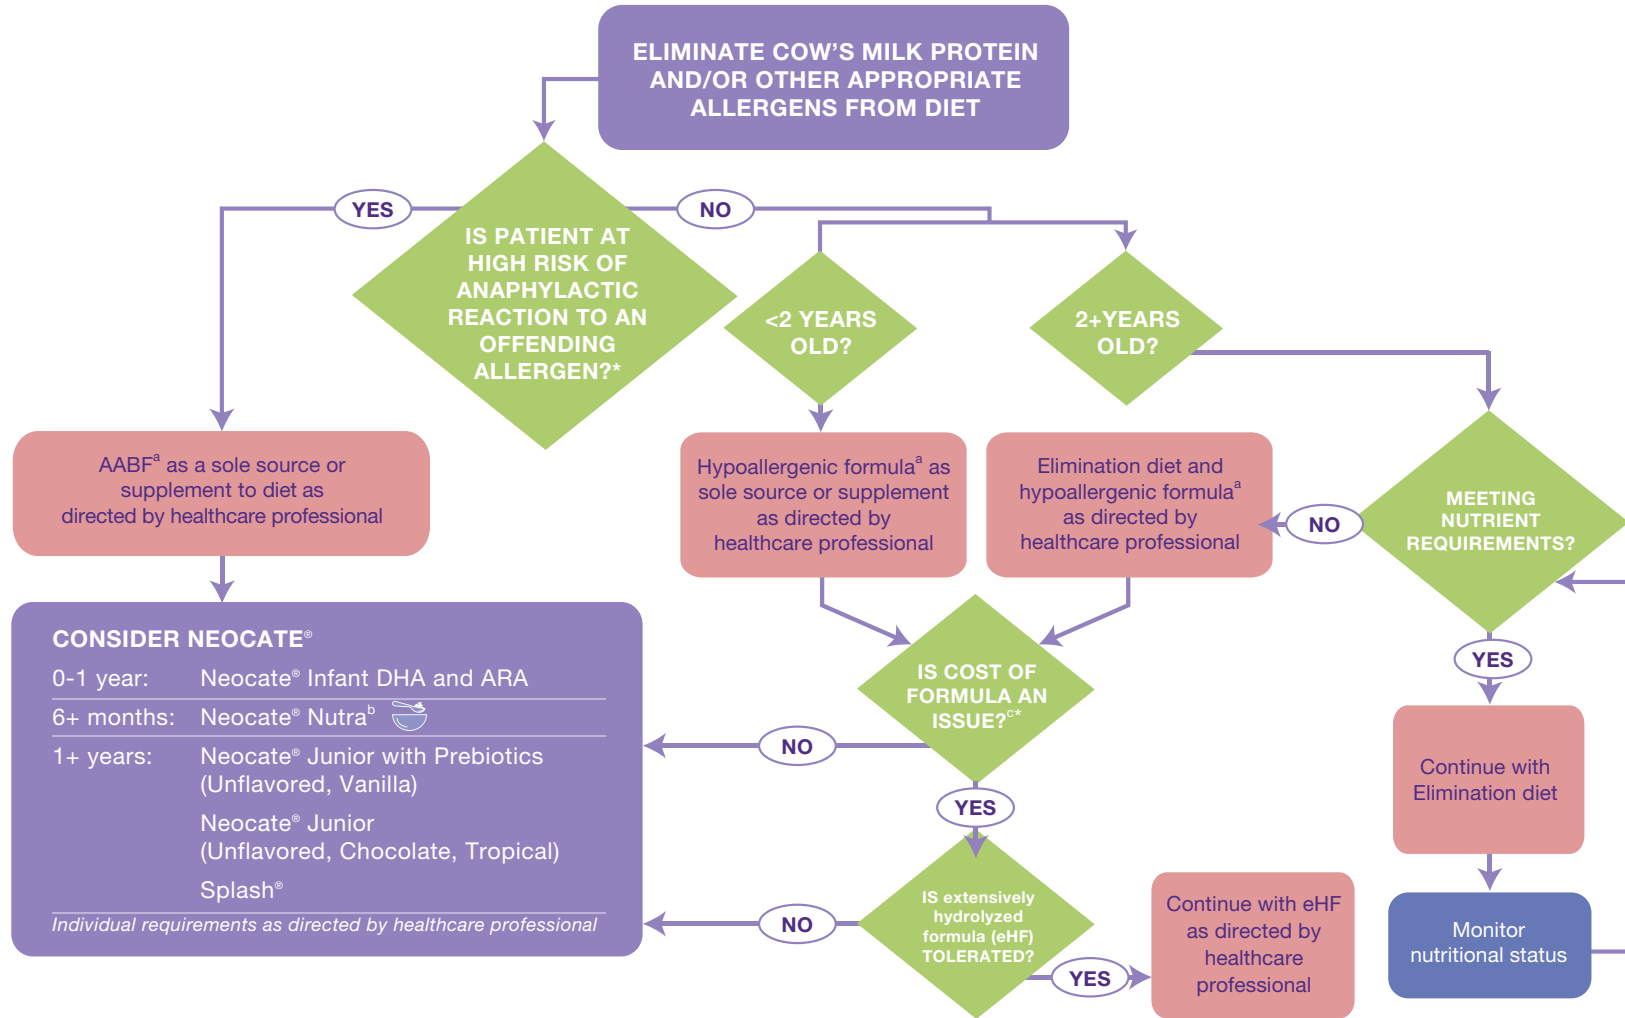 ELIMINATE COW'S MILK PROTEIN
AND/OR OTHER APPROPRIATE
ALLERGENS FROM DIET
YES
NO
IS PATIENT AT
HIGH RISK OF
ANAPHYLACTIC
REACTION TO AN
OFFENDING
ALLERGEN?*
<2 YEARS
OLD?
2+YEARS
OLD?
AABFa as a sole source or
supplement to diet as
directed by healthcare professional
Hypoallergenic formulaa as
sole source or supplement
as directed by
healthcare professional
Elimination diet and
hypoallergenic formulaa
as directed by
healthcare professional
NO
MEETING
NUTRIENT
REQUIREMENTS?
YES
CONSIDER NEOCATE®
0-1 year: Neocate® Infant DHA and ARA
6+ months: Neocate® Nutrab
1+ years: Neocate® Junior with Prebiotics
(Unflavored, Vanilla)
Neocate® Junior
(Unflavored, Chocolate, Tropical)
Splash®
Individual requirements as directed by healthcare professional
IS COST OF
FORMULA AN
ISSUE?c*
NO
YES
Continue with
Elimination diet
IS extensively
hydrolyzed
formula (eHF)
TOLERATED?
NO
YES
Continue with eHF
as directed by
healthcare
professional
Monitor
nutritional status